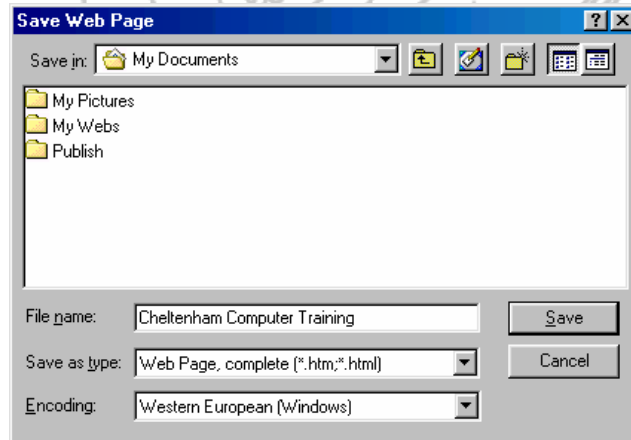 Save Web Page
Save in: My Documents
My Pictures
My Webs
Publish
File name: Cheltenham Computer Training Save
Save as type: Web Page, complete (*.htm;*.html) Cancel
Encoding: Western European (Windows)